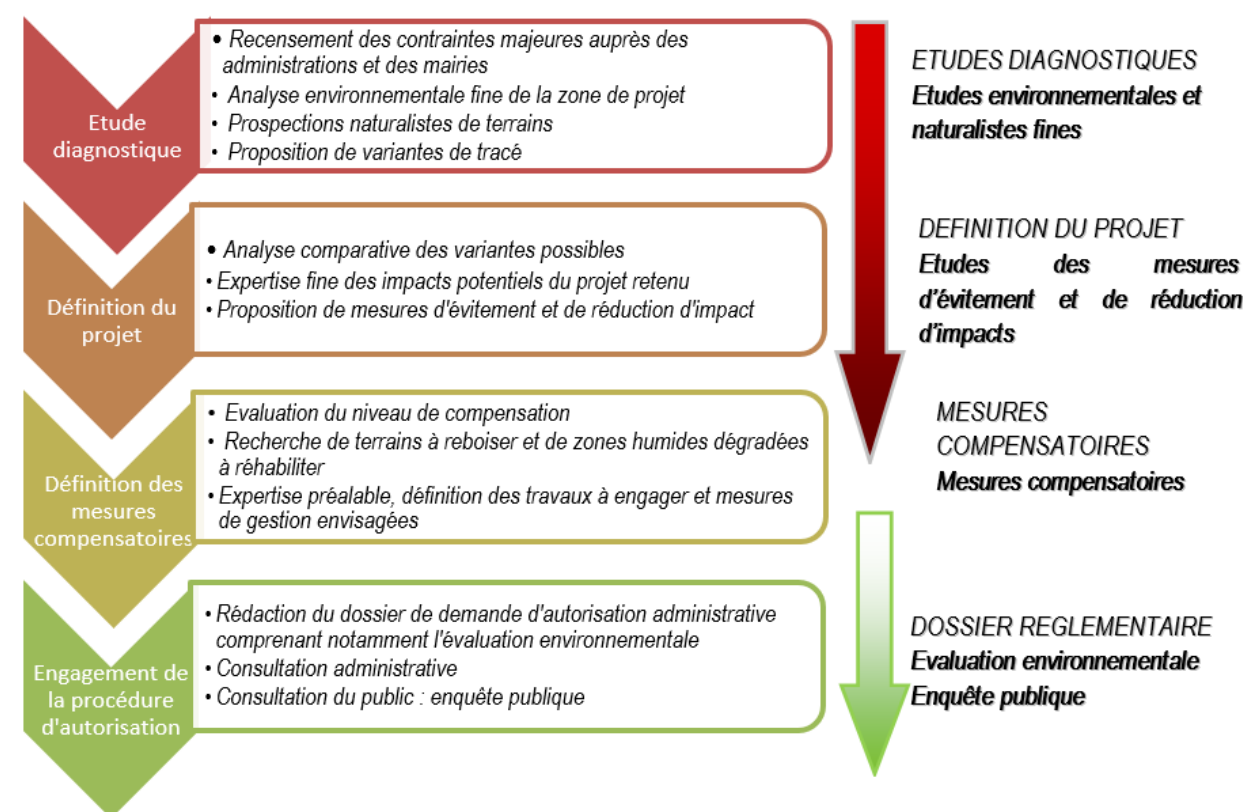 Etude
diagnostique
• Recensement des contraintes majeures auprès des
administrations et des mairies
• Analyse environnementale fine de la zone de projet
• Prospections naturalistes de terrains
• Proposition de variantes de tracé
ETUDES DIAGNOSTIQUES
Etudes environnementales et
naturalistes fines
Définition du
projet
• Analyse comparative des variantes possibles
• Expertise fine des impacts potentiels du projet retenu
• Proposition de mesures d'évitement et de réduction d'impact
DEFINITION DU PROJET
Etudes des mesures
d'évitement et de réduction
d'impacts
Définition des
mesures
compensatoires
• Evaluation du niveau de compensation
• Recherche de terrains à reboiser et de zones humides dégradées
à réhabiliter
• Expertise préalable, définition des travaux à engager et mesures
de gestion envisagées
MESURES
COMPENSATOIRES
Mesures compensatoires
Engagement de
la procédure
d'autorisation
• Rédaction du dossier de demande d'autorisation administrative
comprenant notamment l'évaluation environnementale
• Consultation administrative
• Consultation du public : enquête publique
DOSSIER REGLEMENTAIRE
Evaluation environnementale
Enquête publique